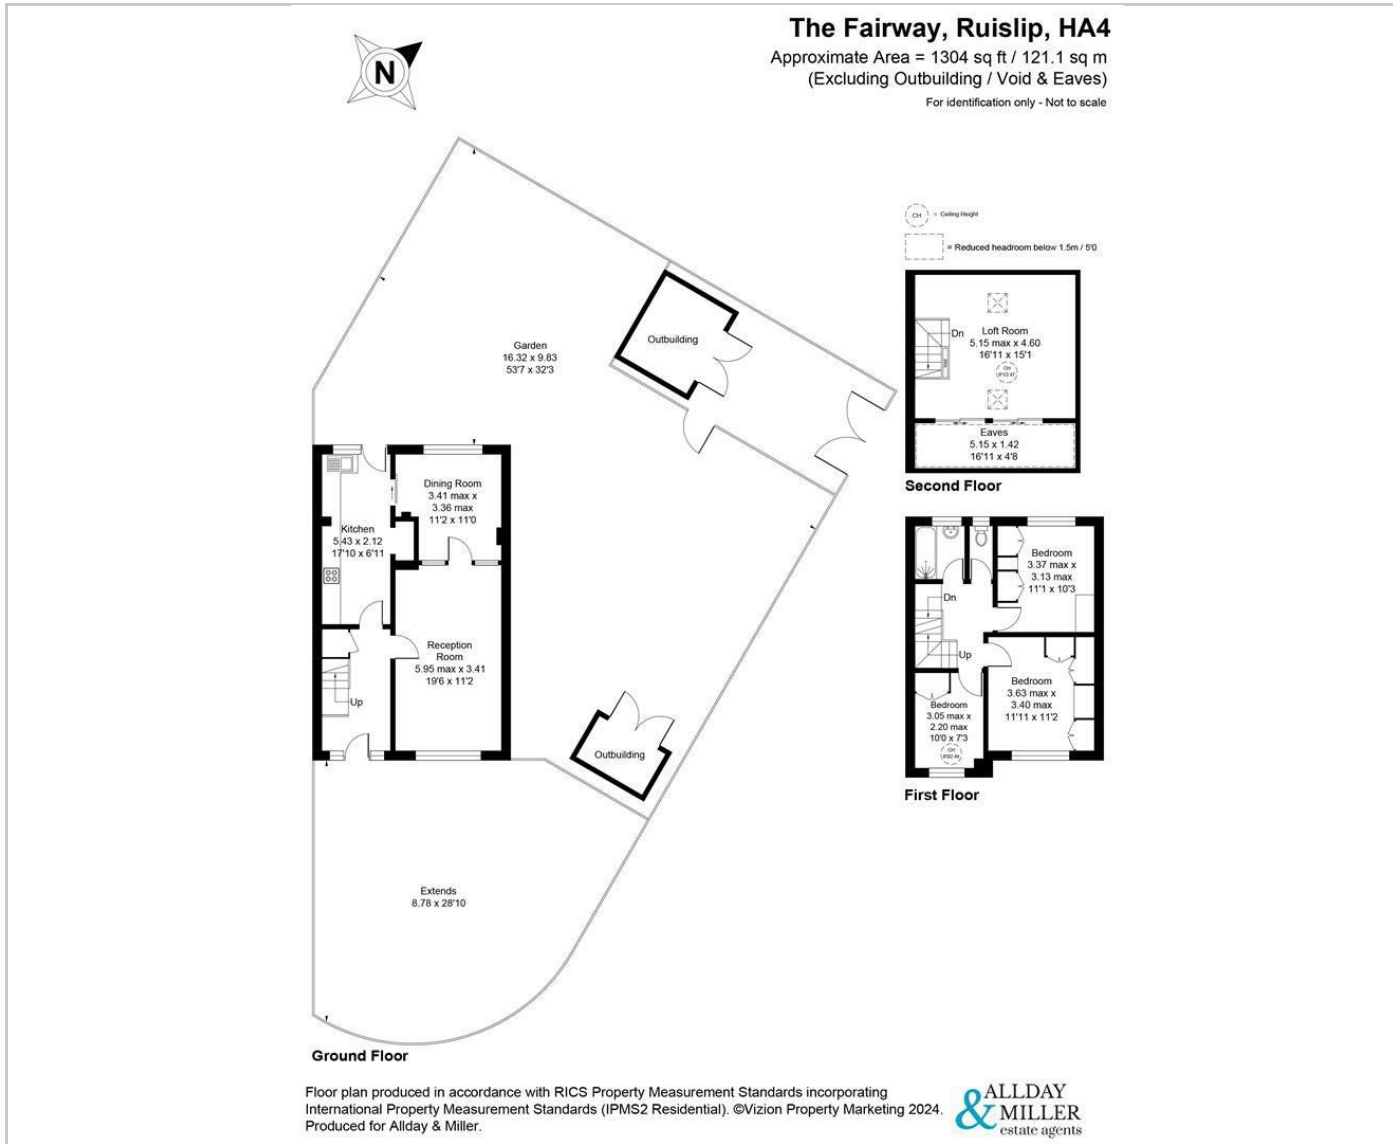 The Fairway, Ruislip, HA4
Approximate Area = 1304 sq ft / 121.1 sq m
(Excluding Outbuilding / Void & Eaves)
For identification only - Not to scale
N
CH
= Ceiling Height
= Reduced headroom below 1.5m / 5'0
Outbuilding
Garden
16.32 x 9.83
53'7 x 32'3
Dn
Loft Room
5.15 max x 4.60
16'11 x 15'1
CH
Eaves
5.15 x 1.42
16'11 x 4'8
Second Floor
Dining Room
3.41 max x
3.36 max
11'2 x 11'0
Kitchen
5.43 x 2.12
17'10 x 6'11
Reception
Room
5.95 max x 3.41
19'6 x 11'2
Up
Outbuilding
Bedroom
3.37 max x
3.13 max
11'1 x 10'3
Dn
Up
Bedroom
3.63 max x
3.40 max
11'11 x 11'2
Bedroom
3.05 max x
2.20 max
10'0 x 7'3
CH
First Floor
Extends
8.78 x 28'10
Ground Floor
Floor plan produced in accordance with RICS Property Measurement Standards incorporating
International Property Measurement Standards (IPMS2 Residential). ©Vizion Property Marketing 2024.
Produced for Allday & Miller.
ALLDAY
& MILLER
estate agents